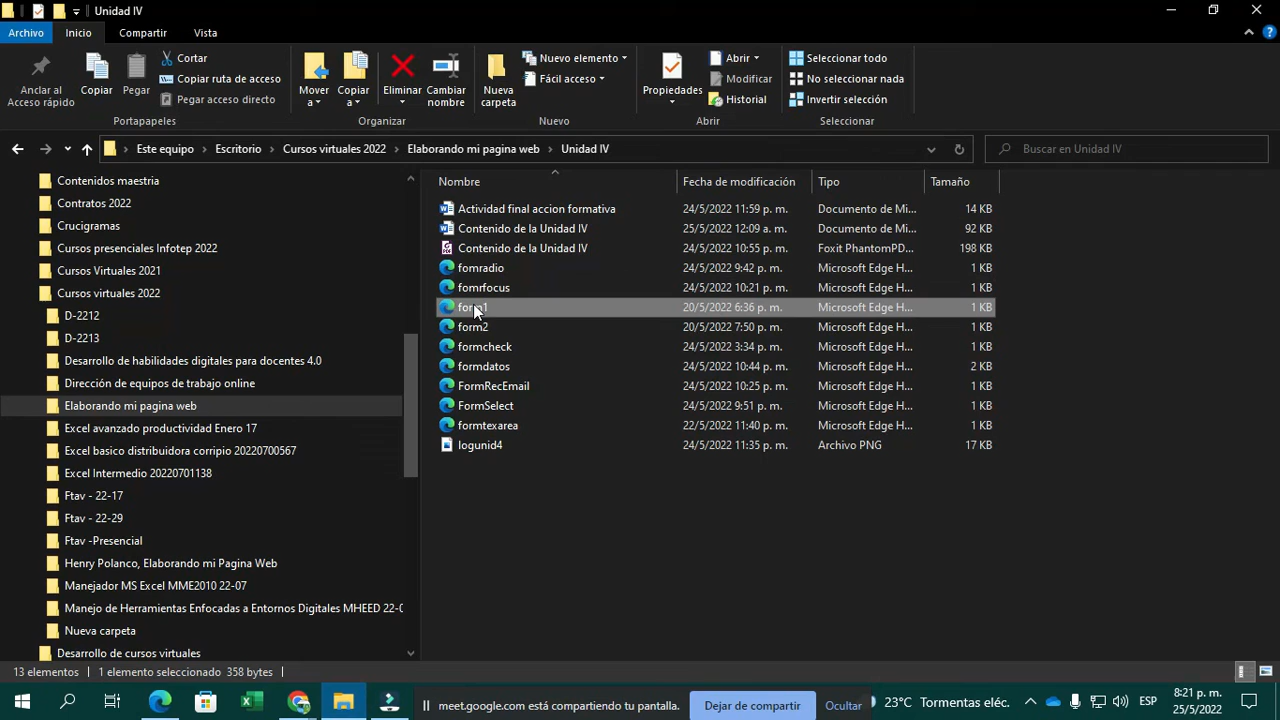 Unidad IV
Archivo Inicio Compartir Vista
Anclar al Acceso rápido
Copiar
Pegar
Cortar
Copiar ruta de acceso
Pegar acceso directo
Portapapeles
Mover a
Copiar a
Eliminar
Cambiar nombre
Organizar
Nueva carpeta
Nuevo elemento
Fácil acceso
Nuevo
Propiedades
Abrir
Modificar
Historial
Abrir
Seleccionar todo
No seleccionar nada
Invertir selección
Seleccionar
Este equipo Escritorio Cursos virtuales 2022 Elaborando mi pagina web Unidad IV
Buscar en Unidad IV
Contenidos maestria
Contratos 2022
Crucigramas
Cursos presenciales Infotep 2022
Cursos Virtuales 2021
Cursos virtuales 2022
D-2212
D-2213
Desarrollo de habilidades digitales para docentes 4.0
Dirección de equipos de trabajo online
Elaborando mi pagina web
Excel avanzado productividad Enero 17
Excel basico distribuidora corripio 20220700567
Excel Intermedio 20220701138
Ftav - 22-17
Ftav - 22-29
Ftav -Presencial
Henry Polanco, Elaborando mi Pagina Web
Manejador MS Excel MME2010 22-07
Manejo de Herramientas Enfocadas a Entornos Digitales MHEED 22-0
Nueva carpeta
Desarrollo de cursos virtuales
Nombre Fecha de modificación Tipo Tamaño
Actividad final accion formativa 24/5/2022 11:59 p. m. Documento de Mi... 14 KB
Contenido de la Unidad IV 25/5/2022 12:09 a. m. Documento de Mi... 92 KB
Contenido de la Unidad IV 24/5/2022 10:55 p. m. Foxit PhantomPD... 198 KB
fomradio 24/5/2022 9:42 p. m. Microsoft Edge H... 1 KB
fomrfocus 24/5/2022 10:21 p. m. Microsoft Edge H... 1 KB
form1 20/5/2022 6:36 p. m. Microsoft Edge H... 1 KB
form2 20/5/2022 7:50 p. m. Microsoft Edge H... 1 KB
formcheck 24/5/2022 3:34 p. m. Microsoft Edge H... 1 KB
formdatos 24/5/2022 10:44 p. m. Microsoft Edge H... 2 KB
FormRecEmail 24/5/2022 10:25 p. m. Microsoft Edge H... 1 KB
FormSelect 24/5/2022 9:51 p. m. Microsoft Edge H... 1 KB
formtexarea 22/5/2022 11:40 p. m. Microsoft Edge H... 1 KB
logunid4 24/5/2022 11:35 p. m. Archivo PNG 17 KB
13 elementos 1 elemento seleccionado 358 bytes
meet.google.com está compartiendo tu pantalla. Dejar de compartir Ocultar
23°C Tormentas eléc.
ESP
8:21 p. m.
25/5/2022